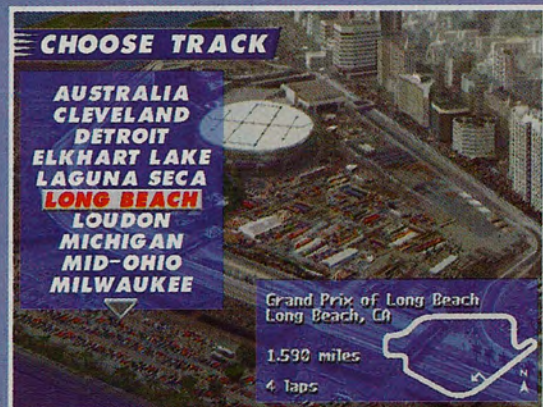 CHOOSE TRACK
AUSTRALIA
CLEVELAND
DETROIT
ELKHART LAKE
LAGUNA SECA
LONG BEACH
LOUDON
MICHIGAN
MID-OHIO
MILWAUKEE
Grand Prix of Long Beach
Long Beach, CA
1.590 miles
4 laps
N